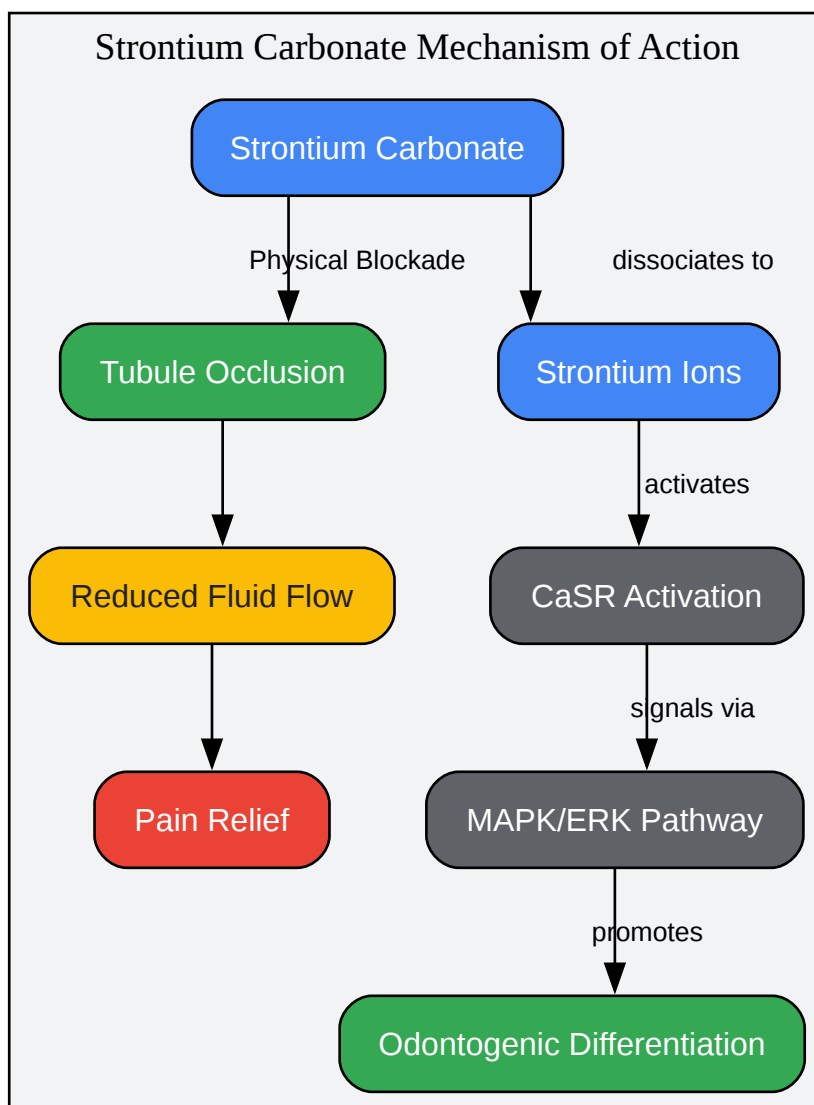 Strontium Carbonate Mechanism of Action
Strontium Carbonate
Physical Blockade
dissociates to
Tubule Occlusion
Strontium Ions
activates
Reduced Fluid Flow
CaSR Activation
signals via
Pain Relief
MAPK/ERK Pathway
promotes
Odontogenic Differentiation